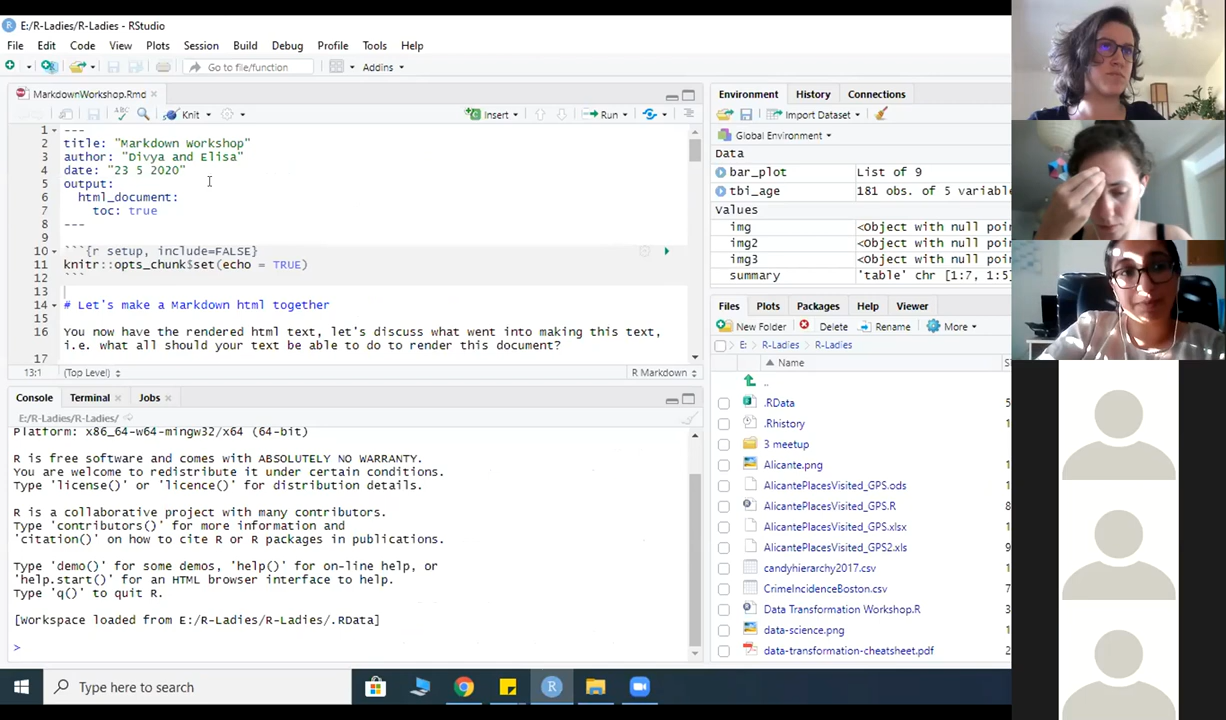 E:/R-Ladies/R-Ladies - RStudio
File Edit Code View Plots Session Build Debug Profile Tools Help
Go to file/function
Addins
MarkdownWorkshop.Rmd
Knit
Insert
Run
1 ---
2 title: "Markdown Workshop"
3 author: "Divya and Elisa"
4 date: "23 5 2020"
5 output:
6 html_document:
7 toc: true
8 ---
9
10 ```{r setup, include=FALSE}
11 knitr::opts_chunk$set(echo = TRUE)
12 ```
13
14 # Let's make a Markdown html together
15
16 You now have the rendered html text, let's discuss what went into making this text,
i.e. what all should your text be able to do to render this document?
17
13:1 (Top Level) R Markdown
Console Terminal Jobs
E:/R-Ladies/R-Ladies/
Platform: x86_64-w64-mingw32/x64 (64-bit)
R is free software and comes with ABSOLUTELY NO WARRANTY.
You are welcome to redistribute it under certain conditions.
Type 'license()' or 'licence()' for distribution details.
R is a collaborative project with many contributors.
Type 'contributors()' for more information and
'citation()' on how to cite R or R packages in publications.
Type 'demo()' for some demos, 'help()' for on-line help, or
'help.start()' for an HTML browser interface to help.
Type 'q()' to quit R.
[Workspace loaded from E:/R-Ladies/R-Ladies/.RData]
>
Environment History Connections
Import Dataset
Global Environment
Data
bar_plot List of 9
tbi_age 181 obs. of 5 variable
Values
img <Object with null poin
img2 <Object with null poin
img3 <Object with null poin
summary 'table' chr [1:7, 1:5]
Files Plots Packages Help Viewer
New Folder Delete Rename More
E: R-Ladies R-Ladies
Name
..
.RData
.Rhistory
3 meetup
Alicante.png
AlicantePlacesVisited_GPS.ods
AlicantePlacesVisited_GPS.R
AlicantePlacesVisited_GPS.xlsx
AlicantePlacesVisited_GPS2.xls
candyhierarchy2017.csv
CrimeIncidenceBoston.csv
Data Transformation Workshop.R
data-science.png
data-transformation-cheatsheet.pdf
Type here to search